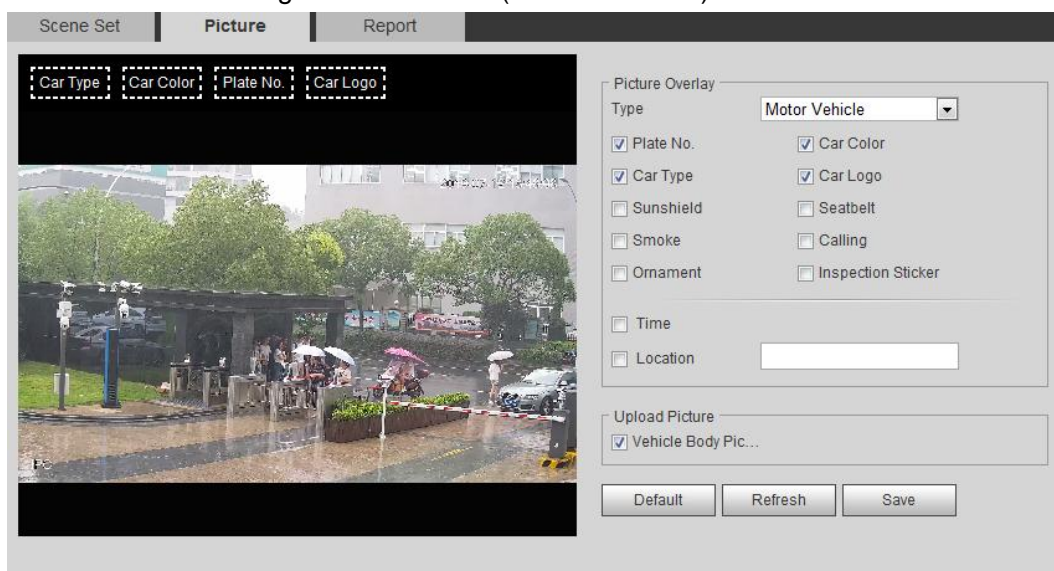 Scene Set Picture Report
Car Type Car Color Plate No. Car Logo
Picture Overlay
Type Motor Vehicle
Plate No. Car Color
Car Type Car Logo
Sunshield Seatbelt
Smoke Calling
Ornament Inspection Sticker
Time
Location
Upload Picture
Vehicle Body Pic...
Default Refresh Save
IPC